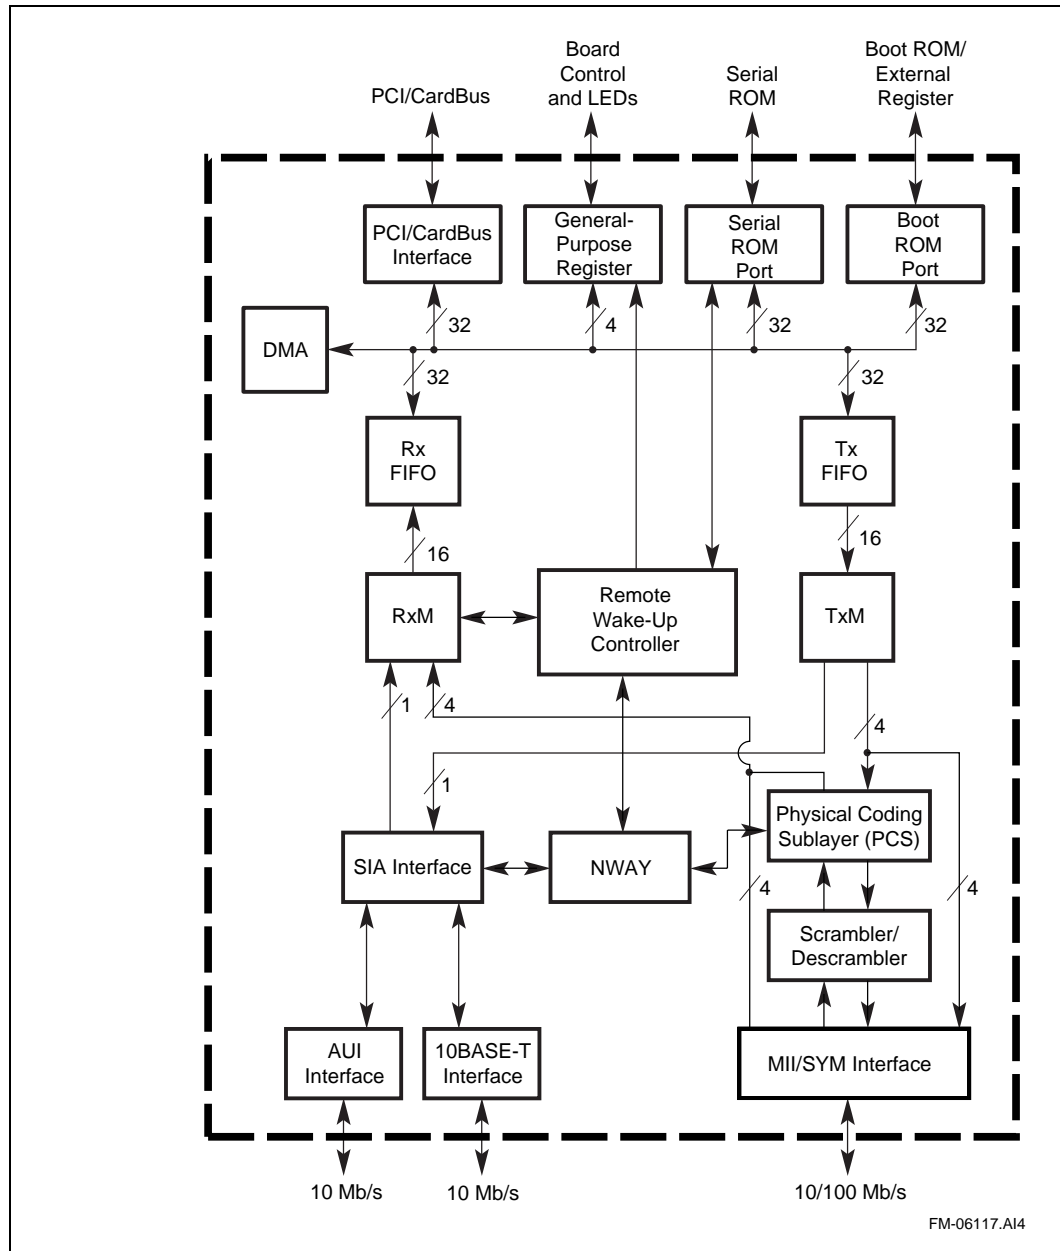 Board
Control
and LEDs
Boot ROM/
External
Register
Serial
ROM
PCI/CardBus
PCI/CardBus
Interface
General-
Purpose
Register
Serial
ROM
Port
Boot
ROM
Port
32
4
32
32
DMA
32
32
Rx
FIFO
Tx
FIFO
16
16
RxM
Remote
Wake-Up
Controller
TxM
1
4
4
1
Physical Coding
Sublayer (PCS)
SIA Interface
NWAY
4
4
Scrambler/
Descrambler
AUI
Interface
10BASE-T
Interface
MII/SYM Interface
10 Mb/s
10 Mb/s
10/100 Mb/s
FM-06117.AI4